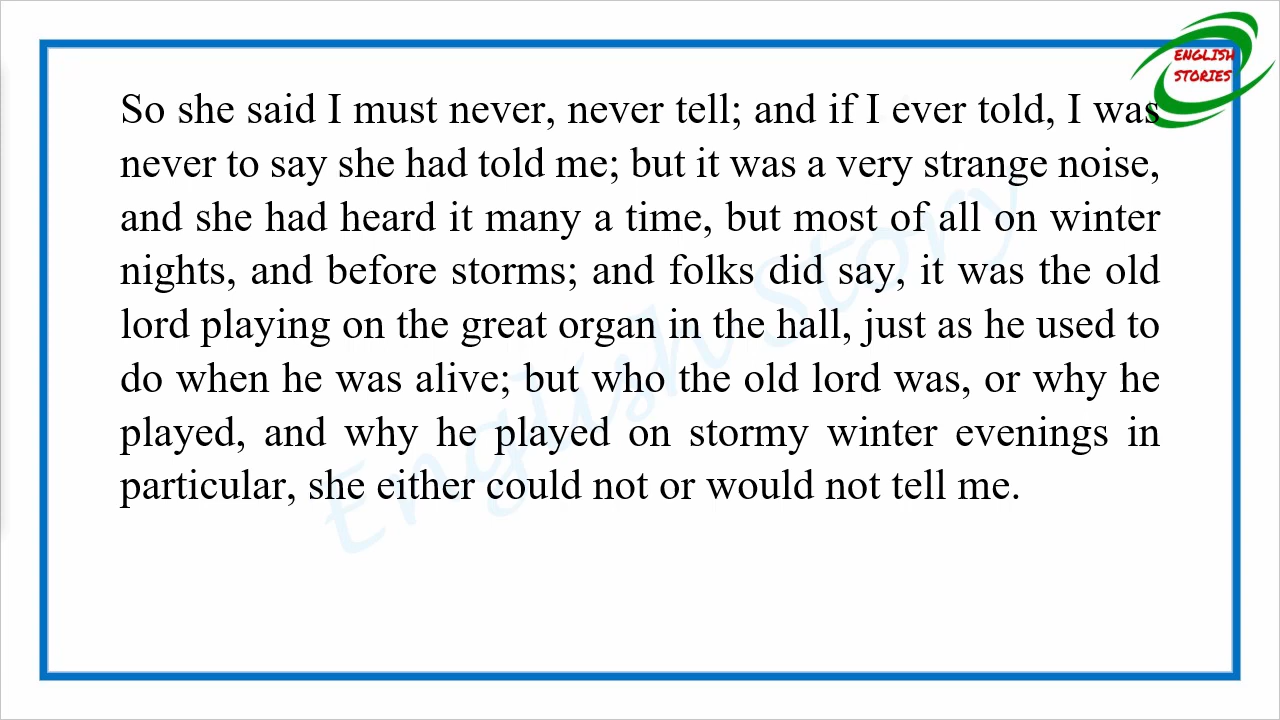 ENGLISH
STORIES
So she said I must never, never tell; and if I ever told, I was
never to say she had told me; but it was a very strange noise,
and she had heard it many a time, but most of all on winter
nights, and before storms; and folks did say, it was the old
lord playing on the great organ in the hall, just as he used to
do when he was alive; but who the old lord was, or why he
played, and why he played on stormy winter evenings in
particular, she either could not or would not tell me.
English Story